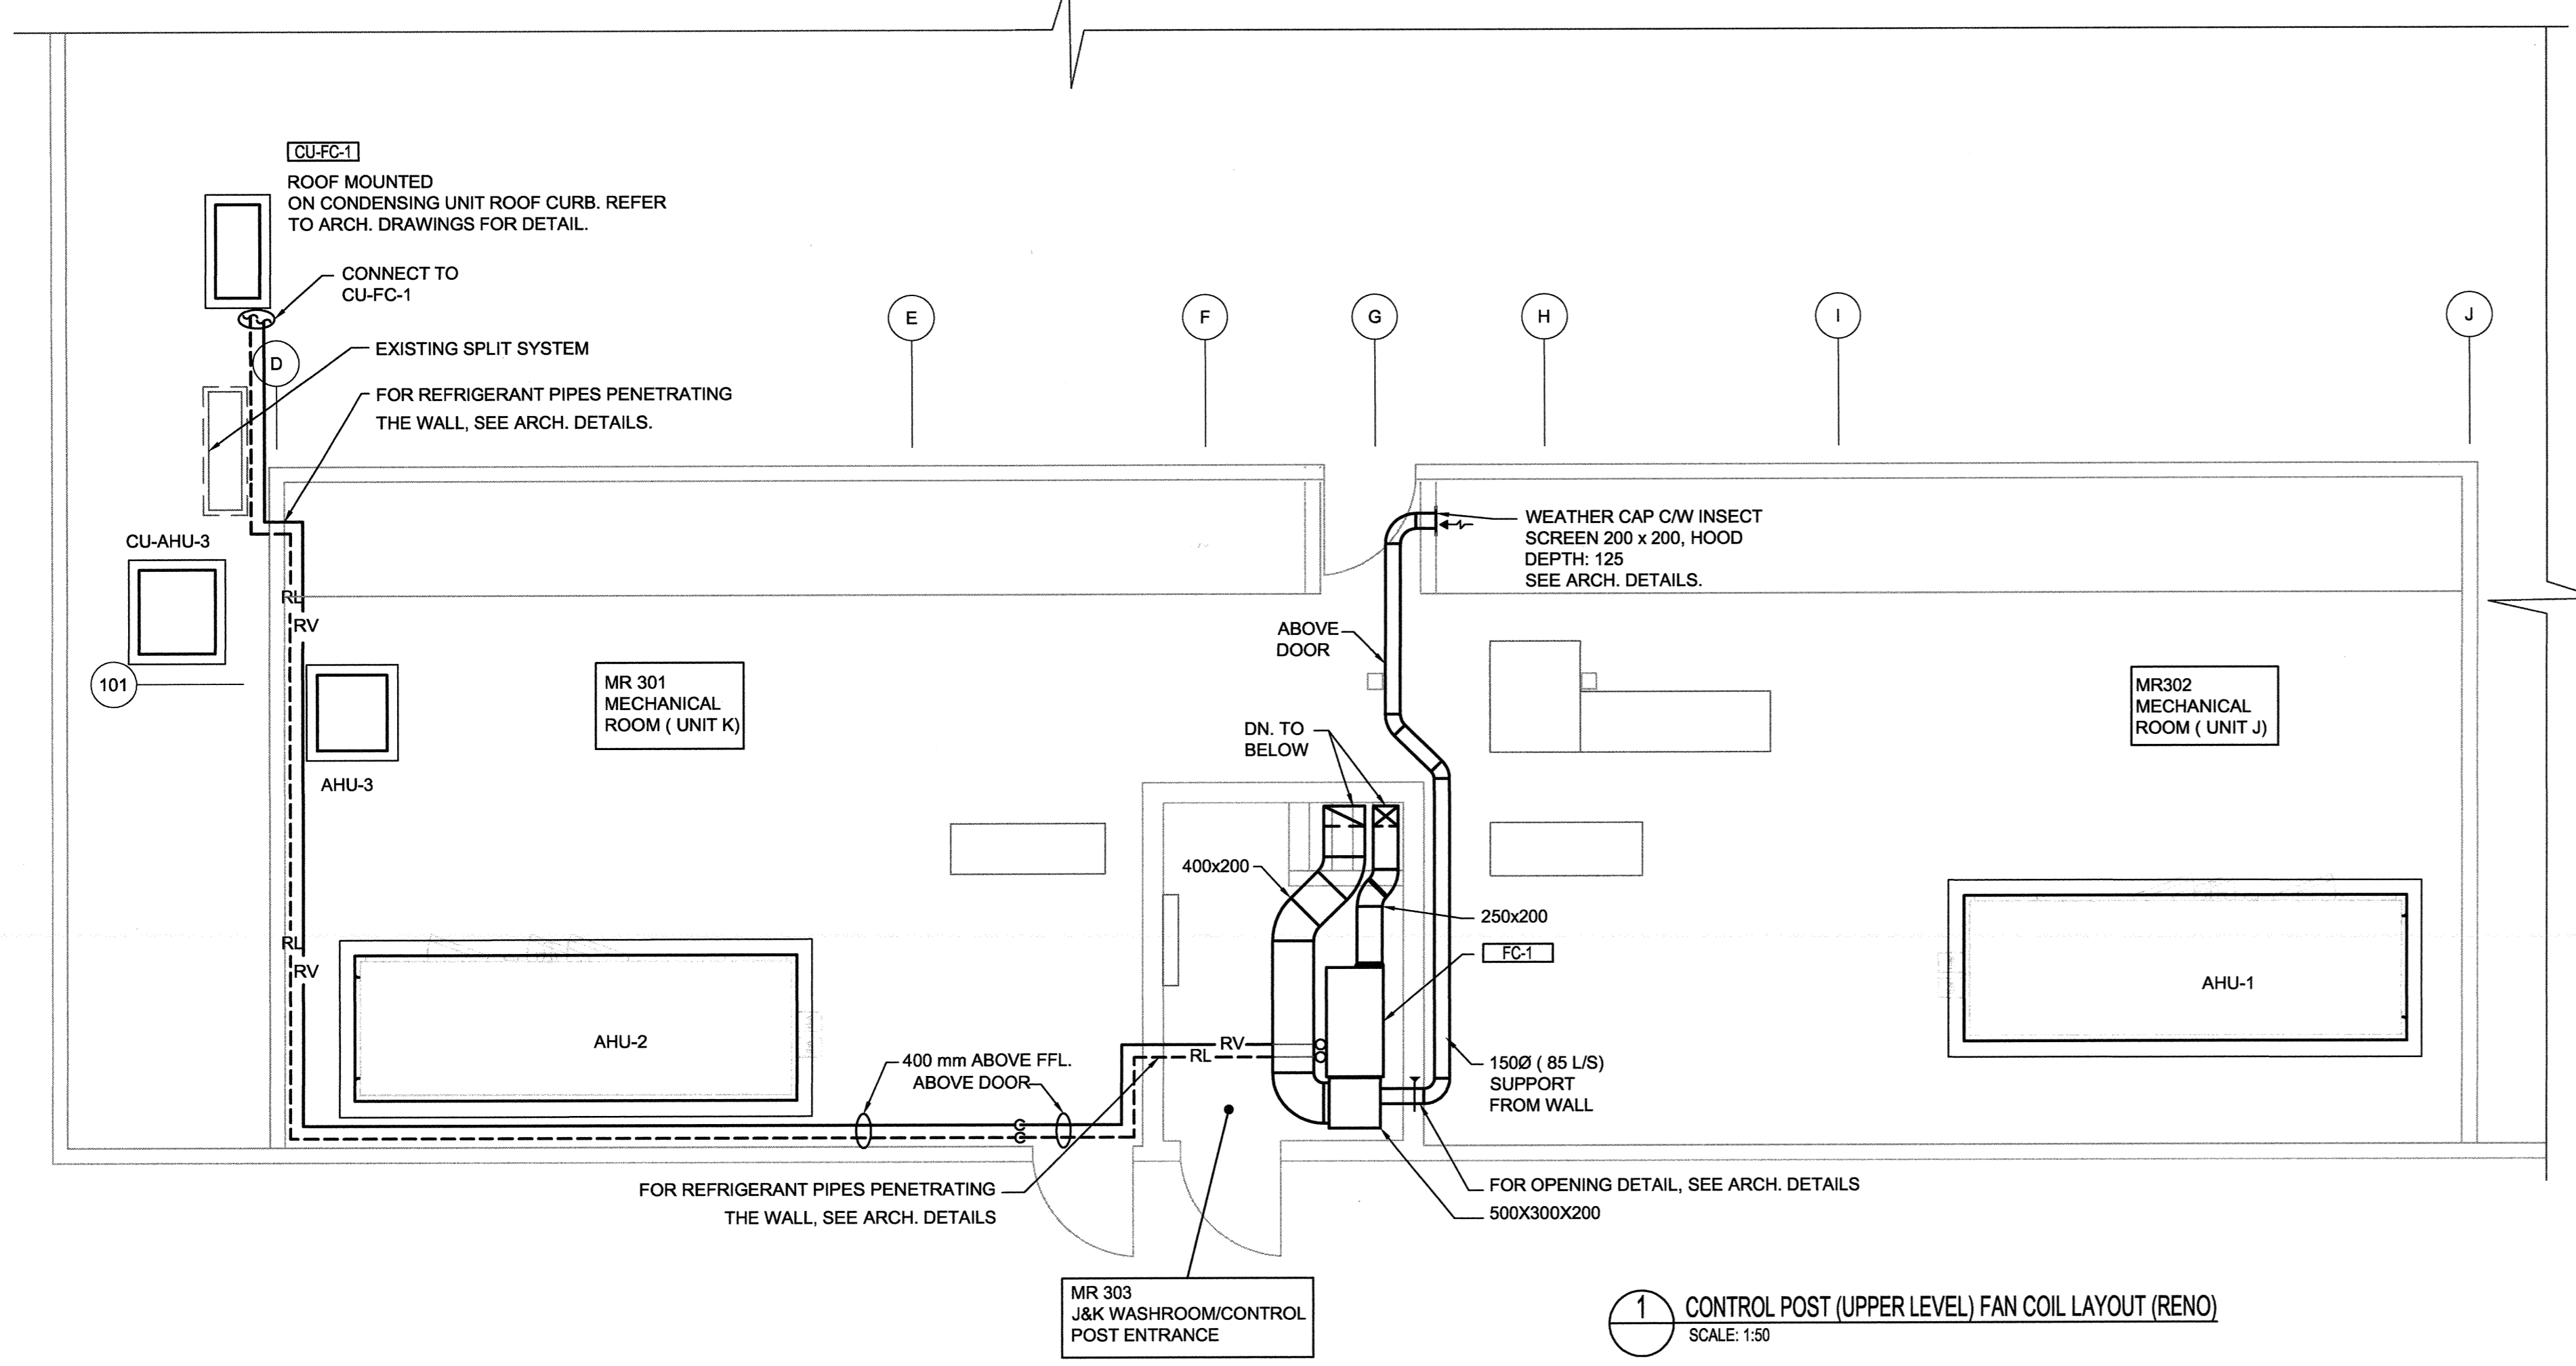 CU-FC-1
ROOF MOUNTED
ON CONDENSING UNIT ROOF CURB. REFER
TO ARCH. DRAWINGS FOR DETAIL.
CONNECT TO
CU-FC-1
E
F
G
H
I
J
D
EXISTING SPLIT SYSTEM
FOR REFRIGERANT PIPES PENETRATING
THE WALL, SEE ARCH. DETAILS.
WEATHER CAP C/W INSECT
SCREEN 200 x 200, HOOD
DEPTH: 125
SEE ARCH. DETAILS.
CU-AHU-3
RL
RV
101
ABOVE
DOOR
MR 301
MECHANICAL
ROOM ( UNIT K)
MR302
MECHANICAL
ROOM ( UNIT J)
DN. TO
BELOW
AHU-3
400x200
250x200
FC-1
RL
RV
AHU-2
AHU-1
RV
RL
400 mm ABOVE FFL.
ABOVE DOOR
150Ø ( 85 L/S)
SUPPORT
FROM WALL
FOR REFRIGERANT PIPES PENETRATING
THE WALL, SEE ARCH. DETAILS
FOR OPENING DETAIL, SEE ARCH. DETAILS
500X300X200
MR 303
J&K WASHROOM/CONTROL
POST ENTRANCE
1
CONTROL POST (UPPER LEVEL) FAN COIL LAYOUT (RENO)
SCALE: 1:50